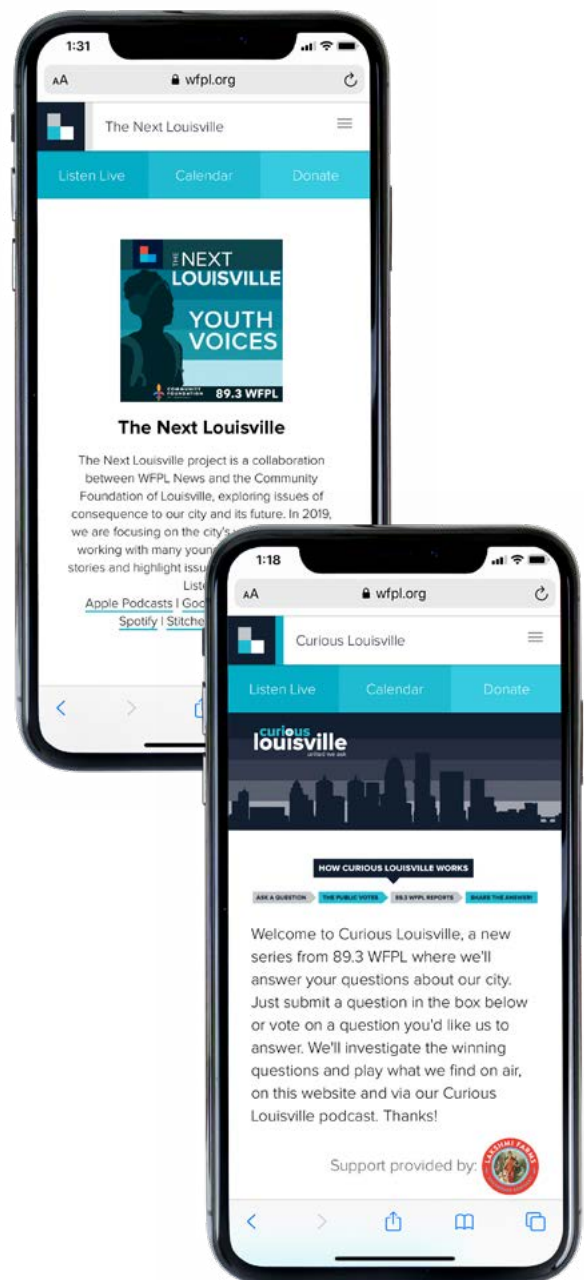 1:31
AA
wfpl.org
The Next Louisville
Listen Live
Calendar
Donate
THE NEXT
LOUISVILLE
YOUTH
VOICES
COMMUNITY
FOUNDATION
89.3 WFPL
The Next Louisville
The Next Louisville project is a collaboration
between WFPL News and the Community
Foundation of Louisville, exploring issues of
consequence to our city and its future. In 2019,
we are focusing on the city's
working with many
stories and highlight
Apple Podcasts |
Spotify |
1:18
AA
wfpl.org
Curious Louisville
Listen Live
Calendar
Donate
curious
louisville
united we ask
HOW CURIOUS LOUISVILLE WORKS
ASK A QUESTION
THE PUBLIC VOTES
89.3 WFPL REPORTS
SHARE THE ANSWER!
Welcome to Curious Louisville, a new
series from 89.3 WFPL where we'll
answer your questions about our city.
Just submit a question in the box below
or vote on a question you'd like us to
answer. We'll investigate the winning
questions and play what we find on air,
on this website and via our Curious
Louisville podcast. Thanks!
Support provided by:
LAKSHMI FARMS